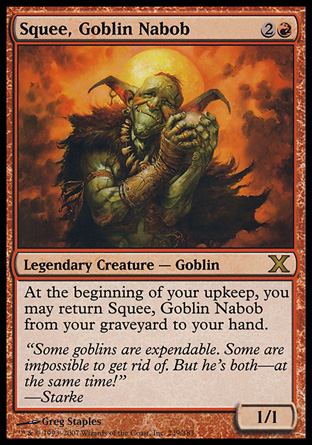 Squee, Goblin Nabob 2
Legendary Creature — Goblin X
At the beginning of your upkeep, you
may return Squee, Goblin Nabob
from your graveyard to your hand.
“Some goblins are expendable. Some are
impossible to get rid of. But he’s both—at
the same time!”
—Starke
Greg Staples
1/1